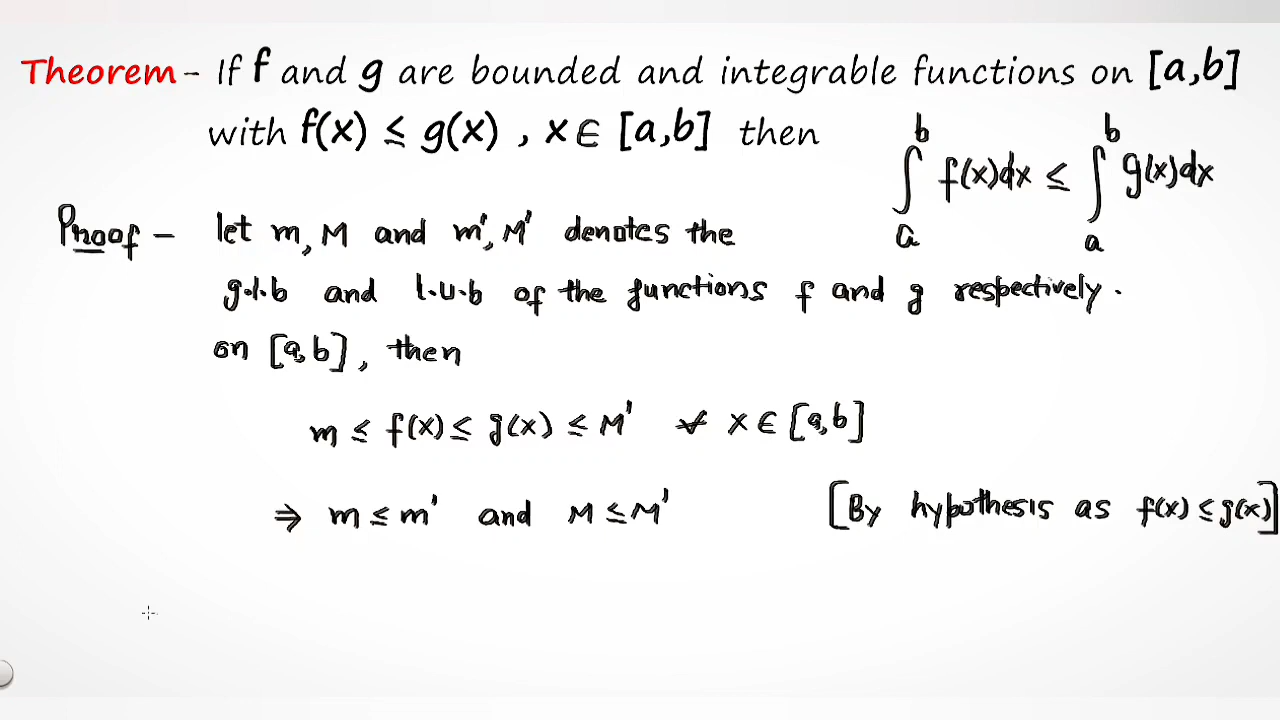 Theorem - If f and g are bounded and integrable functions on [a,b]
with f(x) ≤ g(x) , x ∈ [a,b] then
∫_a^b f(x)dx ≤ ∫_a^b g(x)dx
Proof - let m, M and m', M' denotes the
g.l.b and l.u.b of the functions f and g respectively.
on [a,b], then
m ≤ f(x) ≤ g(x) ≤ M' ∀ x ∈ [a,b]
⇒ m ≤ m' and M ≤ M' [By hypothesis as f(x) ≤ g(x)]